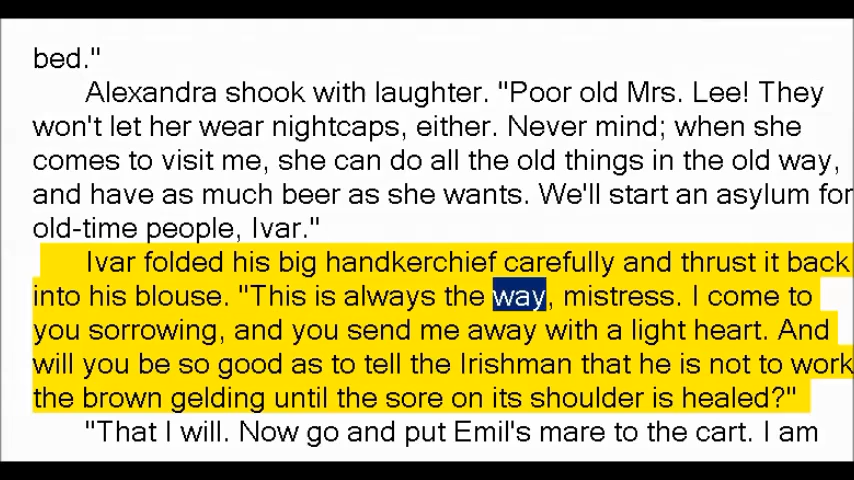 bed."
Alexandra shook with laughter. "Poor old Mrs. Lee! They
won't let her wear nightcaps, either. Never mind; when she
comes to visit me, she can do all the old things in the old way,
and have as much beer as she wants. We'll start an asylum for
old-time people, Ivar."
Ivar folded his big handkerchief carefully and thrust it back
into his blouse. "This is always the way, mistress. I come to
you sorrowing, and you send me away with a light heart. And
will you be so good as to tell the Irishman that he is not to work
the brown gelding until the sore on its shoulder is healed?"
"That I will. Now go and put Emil's mare to the cart. I am